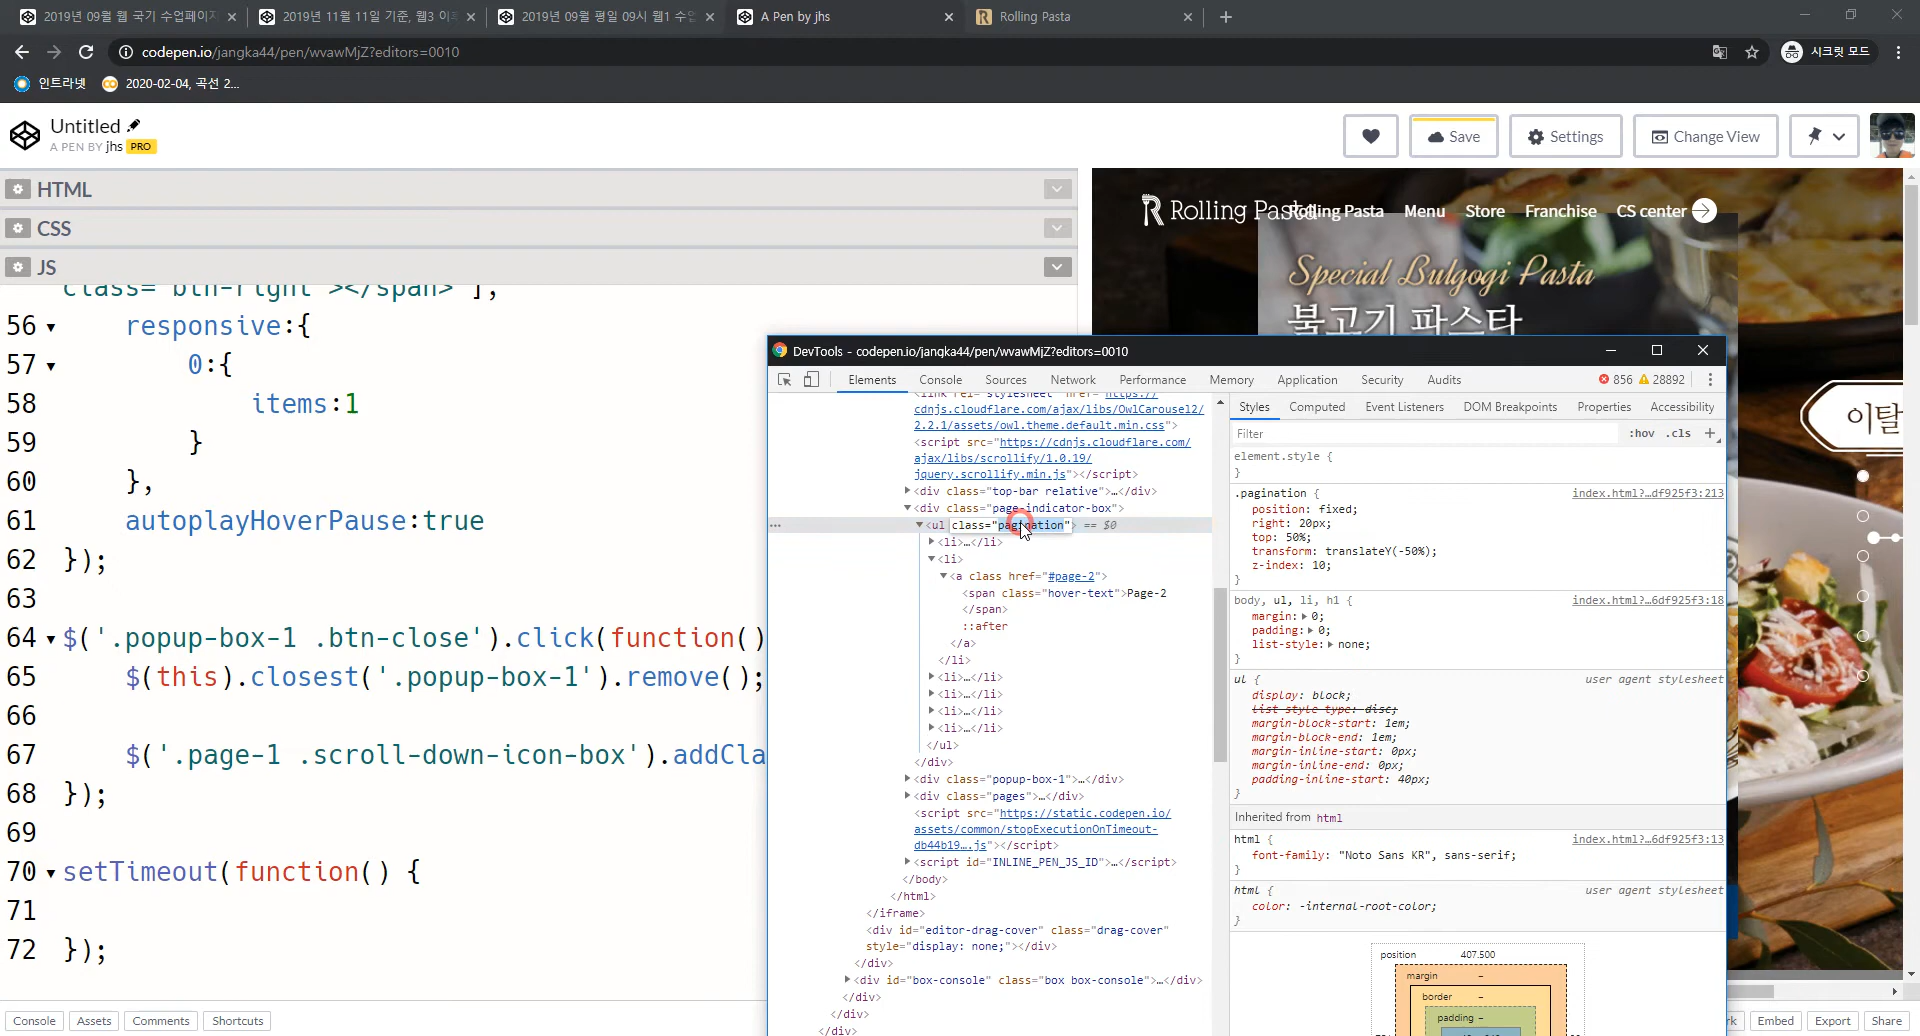 2019년 09월 웹 국기 수업페이지
2019년 11월 11일 기준, 웹3 이
2019년 09월 평일 09시 웹1 수
A Pen by jhs
Rolling Pasta
codepen.io/jangka44/pen/wvawMjZ?editors=0010
시크릿 모드
인트라넷
2020-02-04, 곡선 2...
Untitled
A PEN BY jhs PRO
Save
Settings
Change View
HTML
CSS
JS
class="btn-right"></span>"],
56 responsive:{
57 0:{
58 items:1
59 }
60 },
61 autoplayHoverPause:true
62 });
63
64 $('.popup-box-1 .btn-close').click(function()
65 $(this).closest('.popup-box-1').remove();
66
67 $('.page-1 .scroll-down-icon-box').addCla
68 });
69
70 setTimeout(function() {
71
72 });
Console
Assets
Comments
Shortcuts
Rolling Pasta
Rolling Pasta
Menu
Store
Franchise
CS center
Special Bulgogi Pasta
불고기 파스타
이탈
DevTools - codepen.io/jangka44/pen/wvawMjZ?editors=0010
Elements
Console
Sources
Network
Performance
Memory
Application
Security
Audits
856
28892
<link rel="stylesheet" href="https://
cdnjs.cloudflare.com/ajax/libs/OwlCarousel2/
2.2.1/assets/owl.theme.default.min.css">
<script src="https://cdnjs.cloudflare.com/
ajax/libs/scrollify/1.0.19/
jquery.scrollify.min.js"></script>
<div class="top-bar relative">…</div>
<div class="page-indicator-box">
<ul class="pagination"> == $0
<li>…</li>
<li>
<a class href="#page-2">
<span class="hover-text">Page-2
</span>
::after
</a>
</li>
<li>…</li>
<li>…</li>
<li>…</li>
<li>…</li>
</ul>
</div>
<div class="popup-box-1">…</div>
<div class="pages">…</div>
<script src="https://static.codepen.io/
assets/common/stopExecutionOnTimeout-
db44b19….js"></script>
<script id="INLINE_PEN_JS_ID">…</script>
</body>
</html>
</iframe>
<div id="editor-drag-cover" class="drag-cover"
style="display: none;"></div>
</div>
<div id="box-console" class="box box-console">…</div>
</div>
</div>
</div>
Styles
Computed
Event Listeners
DOM Breakpoints
Properties
Accessibility
Filter
:hov .cls +
element.style {
}
.pagination { index.html?…df925f3:213
position: fixed;
right: 20px;
top: 50%;
transform: translateY(-50%);
z-index: 10;
}
body, ul, li, h1 { index.html?…6df925f3:18
margin: 0;
padding: 0;
list-style: none;
}
ul { user agent stylesheet
display: block;
list-style-type: disc;
margin-block-start: 1em;
margin-block-end: 1em;
margin-inline-start: 0px;
margin-inline-end: 0px;
padding-inline-start: 40px;
}
Inherited from html
html { index.html?…6df925f3:13
font-family: "Noto Sans KR", sans-serif;
}
html { user agent stylesheet
color: -internal-root-color;
}
position 407.500
margin –
border –
padding –
rk
Embed
Export
Share